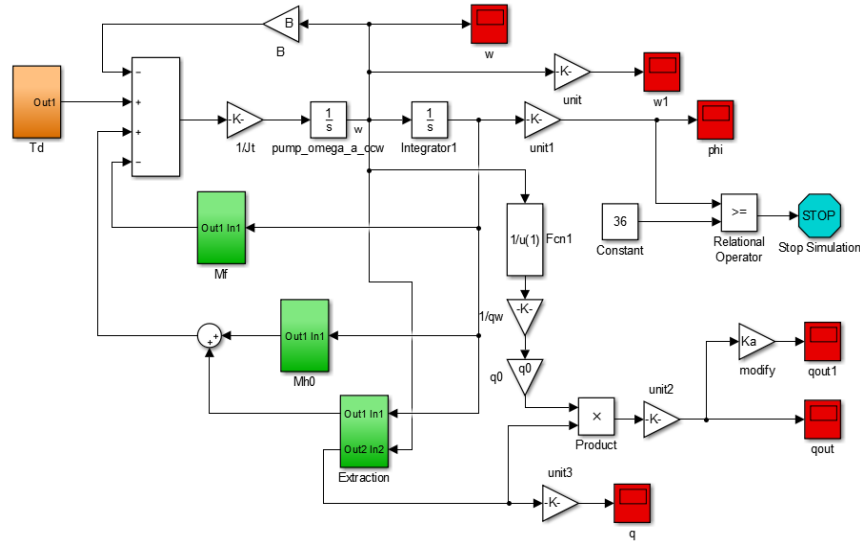 B
B
w
Out1
Td
−
+
+
−
-K-
1/Jt
1
s
pump_omega_a_ccw
w
1
s
Integrator1
-K-
unit
w1
-K-
unit1
phi
Out1 In1
Mf
1/u(1)
Fcn1
36
Constant
>=
Relational
Operator
STOP
Stop Simulation
-K-
1/qw
Out1 In1
Mh0
+
+
q0
q0
Ka
modify
qout1
Out1 In1
Out2 In2
Extraction
×
Product
-K-
unit2
qout
-K-
unit3
q